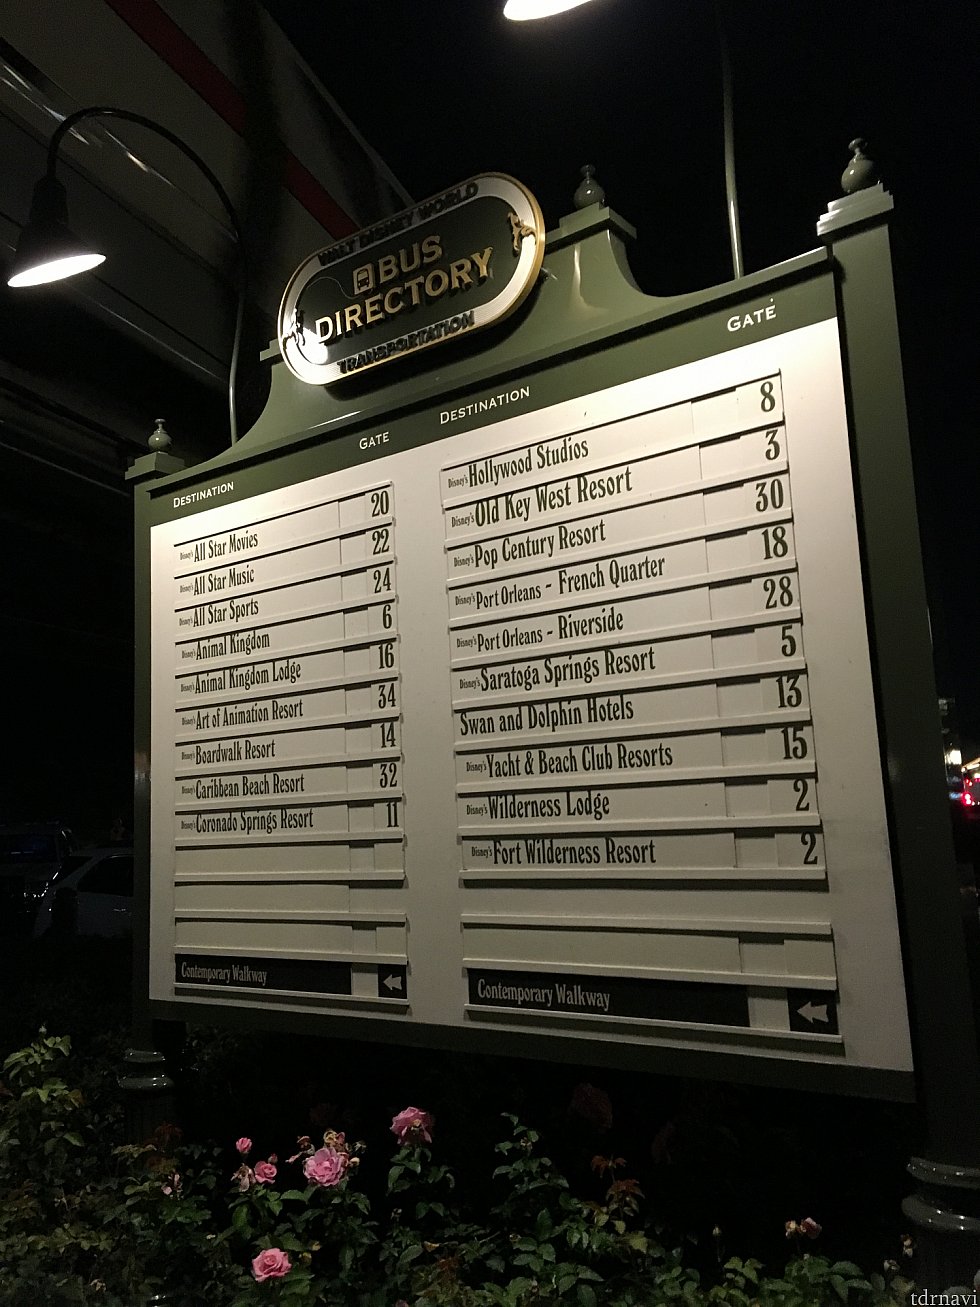 WALT DISNEY WORLD
BUS
DIRECTORY
TRANSPORTATION
DESTINATION GATE
Disney's All Star Movies 20
Disney's All Star Music 22
Disney's All Star Sports 24
Disney's Animal Kingdom 6
Disney's Animal Kingdom Lodge 16
Disney's Art of Animation Resort 34
Disney's Boardwalk Resort 14
Disney's Caribbean Beach Resort 32
Disney's Coronado Springs Resort 11
Contemporary Walkway
DESTINATION GATE
Disney's Hollywood Studios 8
Disney's Old Key West Resort 3
Disney's Pop Century Resort 30
Disney's Port Orleans - French Quarter 18
Disney's Port Orleans - Riverside 28
Disney's Saratoga Springs Resort 5
Swan and Dolphin Hotels 13
Disney's Yacht & Beach Club Resorts 15
Disney's Wilderness Lodge 2
Disney's Fort Wilderness Resort 2
Contemporary Walkway
tdrnavi